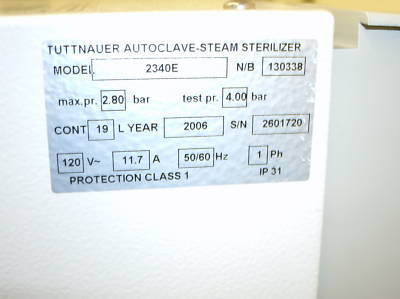 TUTTNAUER AUTOCLAVE-STEAM STERILIZER
MODEL 2340E N/B 130338
max.pr. 2.80 bar test pr. 4.00 bar
CONT 19 L YEAR 2006 S/N 2601720
120 V~ 11.7 A 50/60 Hz 1 Ph
PROTECTION CLASS 1 IP 31